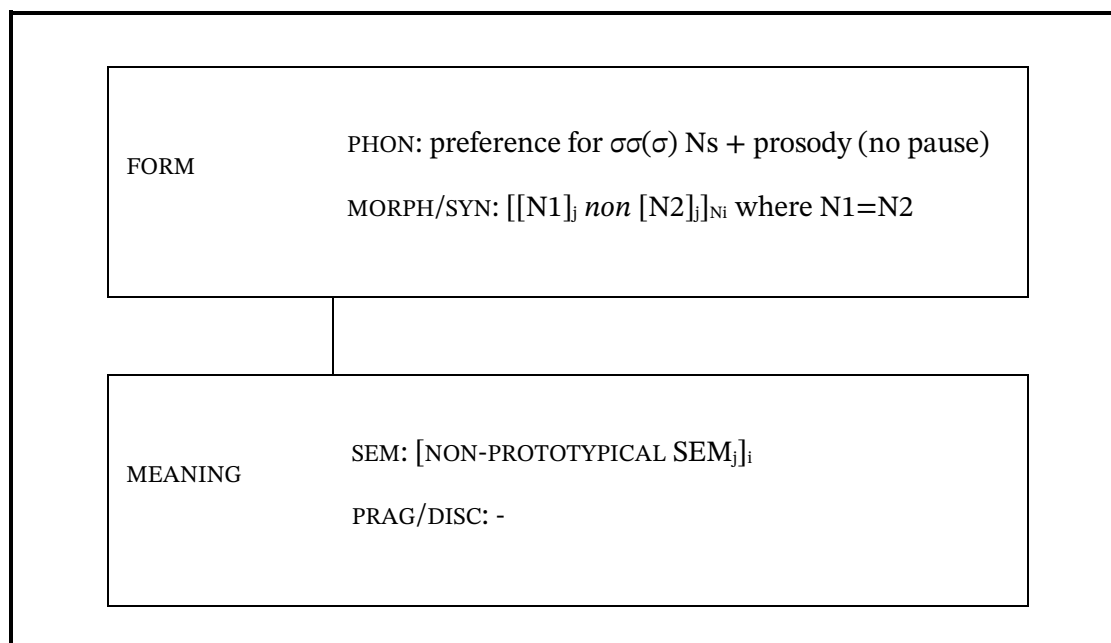 FORM
PHON: preference for σσ(σ) Ns + prosody (no pause)
MORPH/SYN: [[N1]j non [N2]j]Ni where N1=N2
MEANING
SEM: [NON-PROTOTYPICAL SEMj]i
PRAG/DISC: -